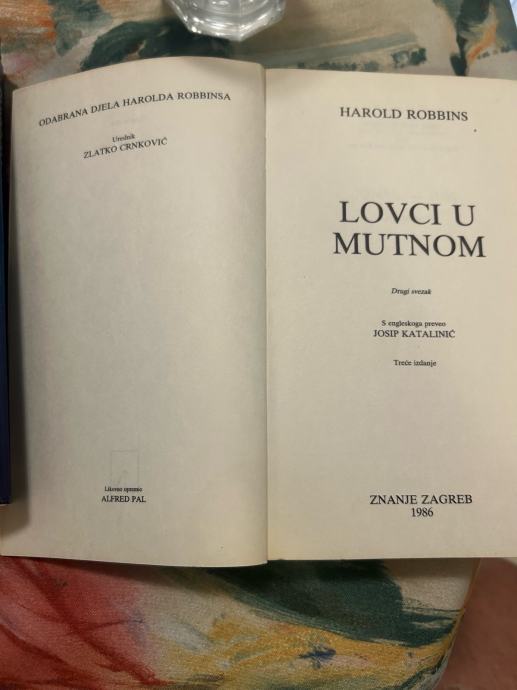 ODABRANA DJELA HAROLDA ROBBINSA
Urednik
ZLATKO CRNKOVIĆ
Likovno opremio
ALFRED PAL
HAROLD ROBBINS
LOVCI U
MUTNOM
Drugi svezak
S engleskoga preveo
JOSIP KATALINIĆ
Treće izdanje
ZNANJE ZAGREB
1986